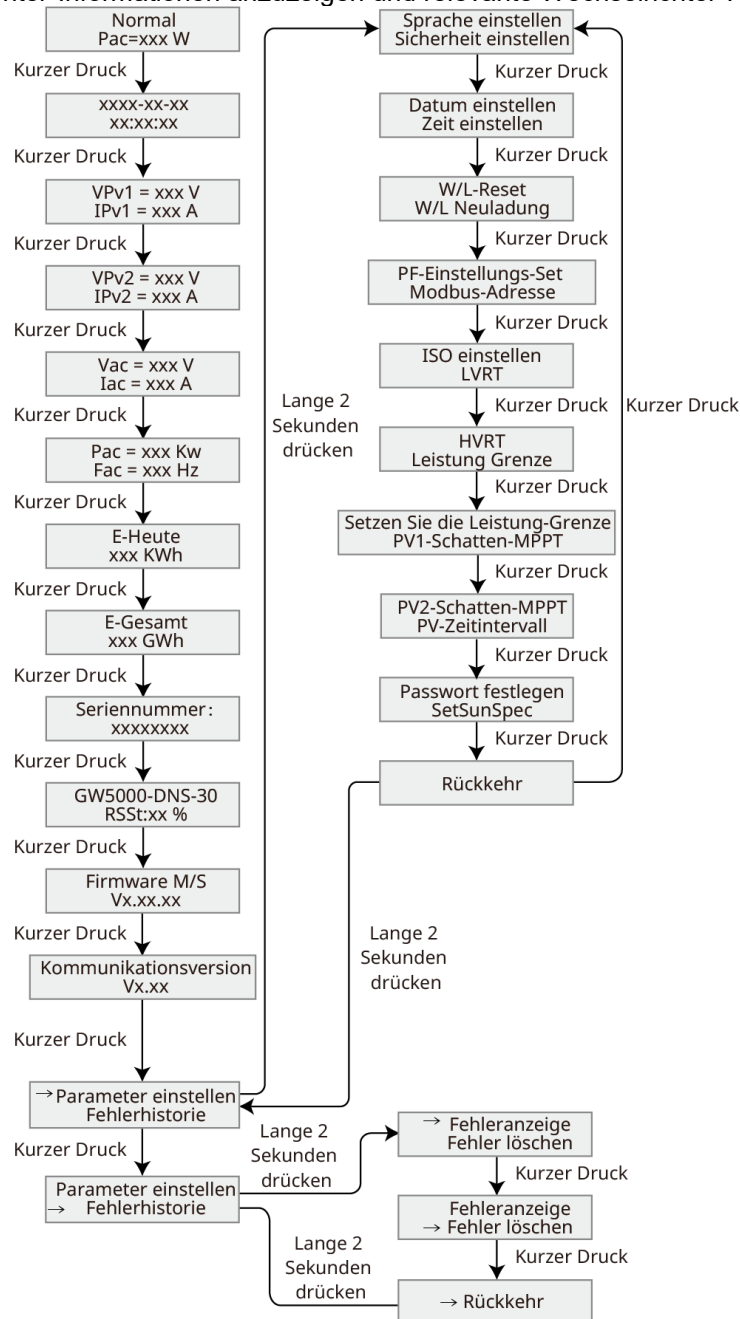 Normal
Pac=xxx W
Kurzer Druck
xxxx-xx-xx
xx:xx:xx
Kurzer Druck
VPv1 = xxx V
IPv1 = xxx A
Kurzer Druck
VPv2 = xxx V
IPv2 = xxx A
Kurzer Druck
Vac = xxx V
Iac = xxx A
Kurzer Druck
Pac = xxx Kw
Fac = xxx Hz
Kurzer Druck
E-Heute
xxx KWh
Kurzer Druck
E-Gesamt
xxx GWh
Kurzer Druck
Seriennummer:
xxxxxxxx
Kurzer Druck
GW5000-DNS-30
RSSt:xx %
Kurzer Druck
Firmware M/S
Vx.xx.xx
Kurzer Druck
Kommunikationsversion
Vx.xx
Kurzer Druck
→ Parameter einstellen
Fehlerhistorie
Kurzer Druck
Parameter einstellen
→ Fehlerhistorie
Lange 2
Sekunden
drücken
Sprache einstellen
Sicherheit einstellen
Kurzer Druck
Datum einstellen
Zeit einstellen
Kurzer Druck
W/L-Reset
W/L Neuladung
Kurzer Druck
PF-Einstellungs-Set
Modbus-Adresse
Kurzer Druck
ISO einstellen
LVRT
Kurzer Druck
HVRT
Leistung Grenze
Kurzer Druck
Setzen Sie die Leistung-Grenze
PV1-Schatten-MPPT
Kurzer Druck
PV2-Schatten-MPPT
PV-Zeitintervall
Kurzer Druck
Passwort festlegen
SetSunSpec
Kurzer Druck
Rückkehr
Kurzer Druck
Lange 2
Sekunden
drücken
Lange 2
Sekunden
drücken
→ Fehleranzeige
Fehler löschen
Kurzer Druck
Fehleranzeige
→ Fehler löschen
Kurzer Druck
→ Rückkehr
Lange 2
Sekunden
drücken